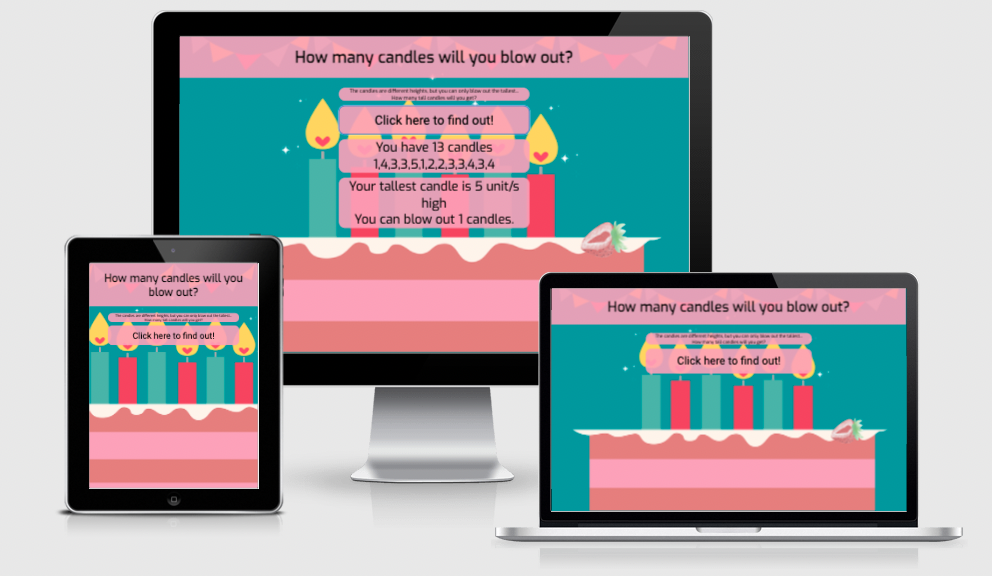 How many candles will you blow out?
The candles are different heights, but you can only blow out the tallest...
How many tall candles will you get?
Click here to find out!
You have 13 candles
1,4,3,3,5,1,2,2,3,3,4,3,4
Your tallest candle is 5 unit/s
high
You can blow out 1 candles.
How many candles will you
blow out?
The candles are different heights, but you can only blow out the tallest...
How many tall candles will you get?
Click here to find out!
How many candles will you blow out?
The candles are different heights, but you can only blow out the tallest...
How many tall candles will you get?
Click here to find out!